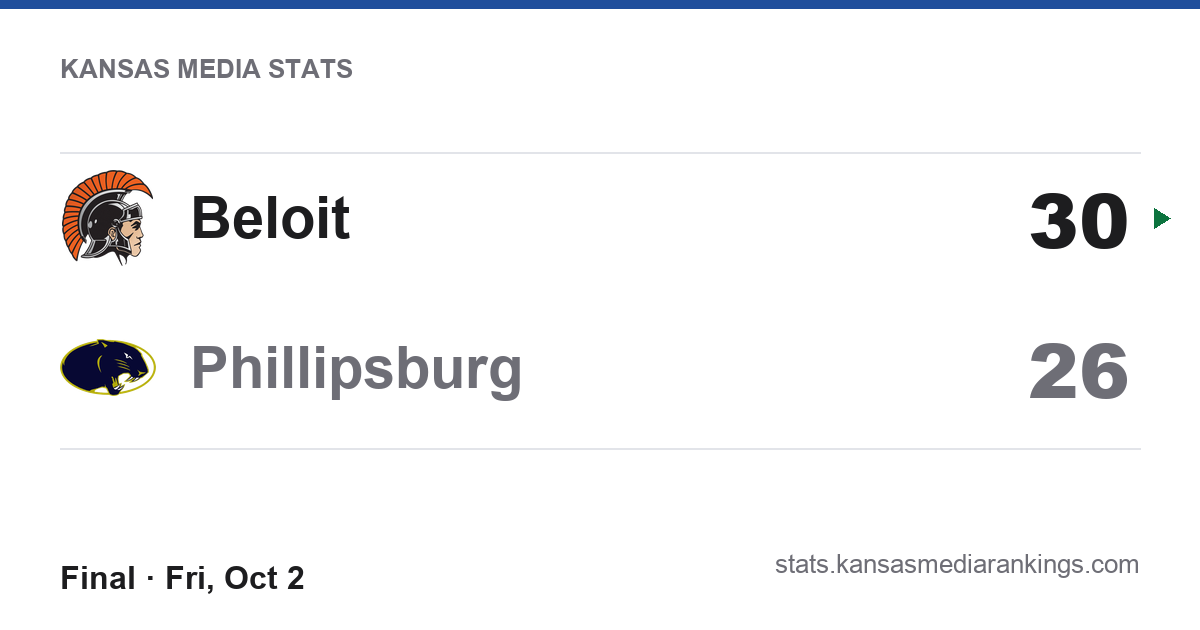 KANSAS MEDIA STATS
Beloit 30
Phillipsburg 26
Final · Fri, Oct 2
stats.kansasmediarankings.com